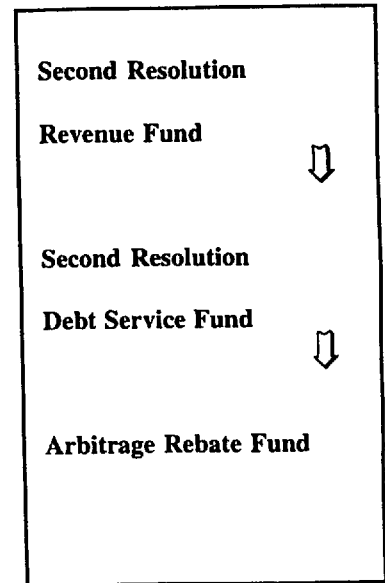 Second Resolution
Revenue Fund
Second Resolution
Debt Service Fund
Arbitrage Rebate Fund